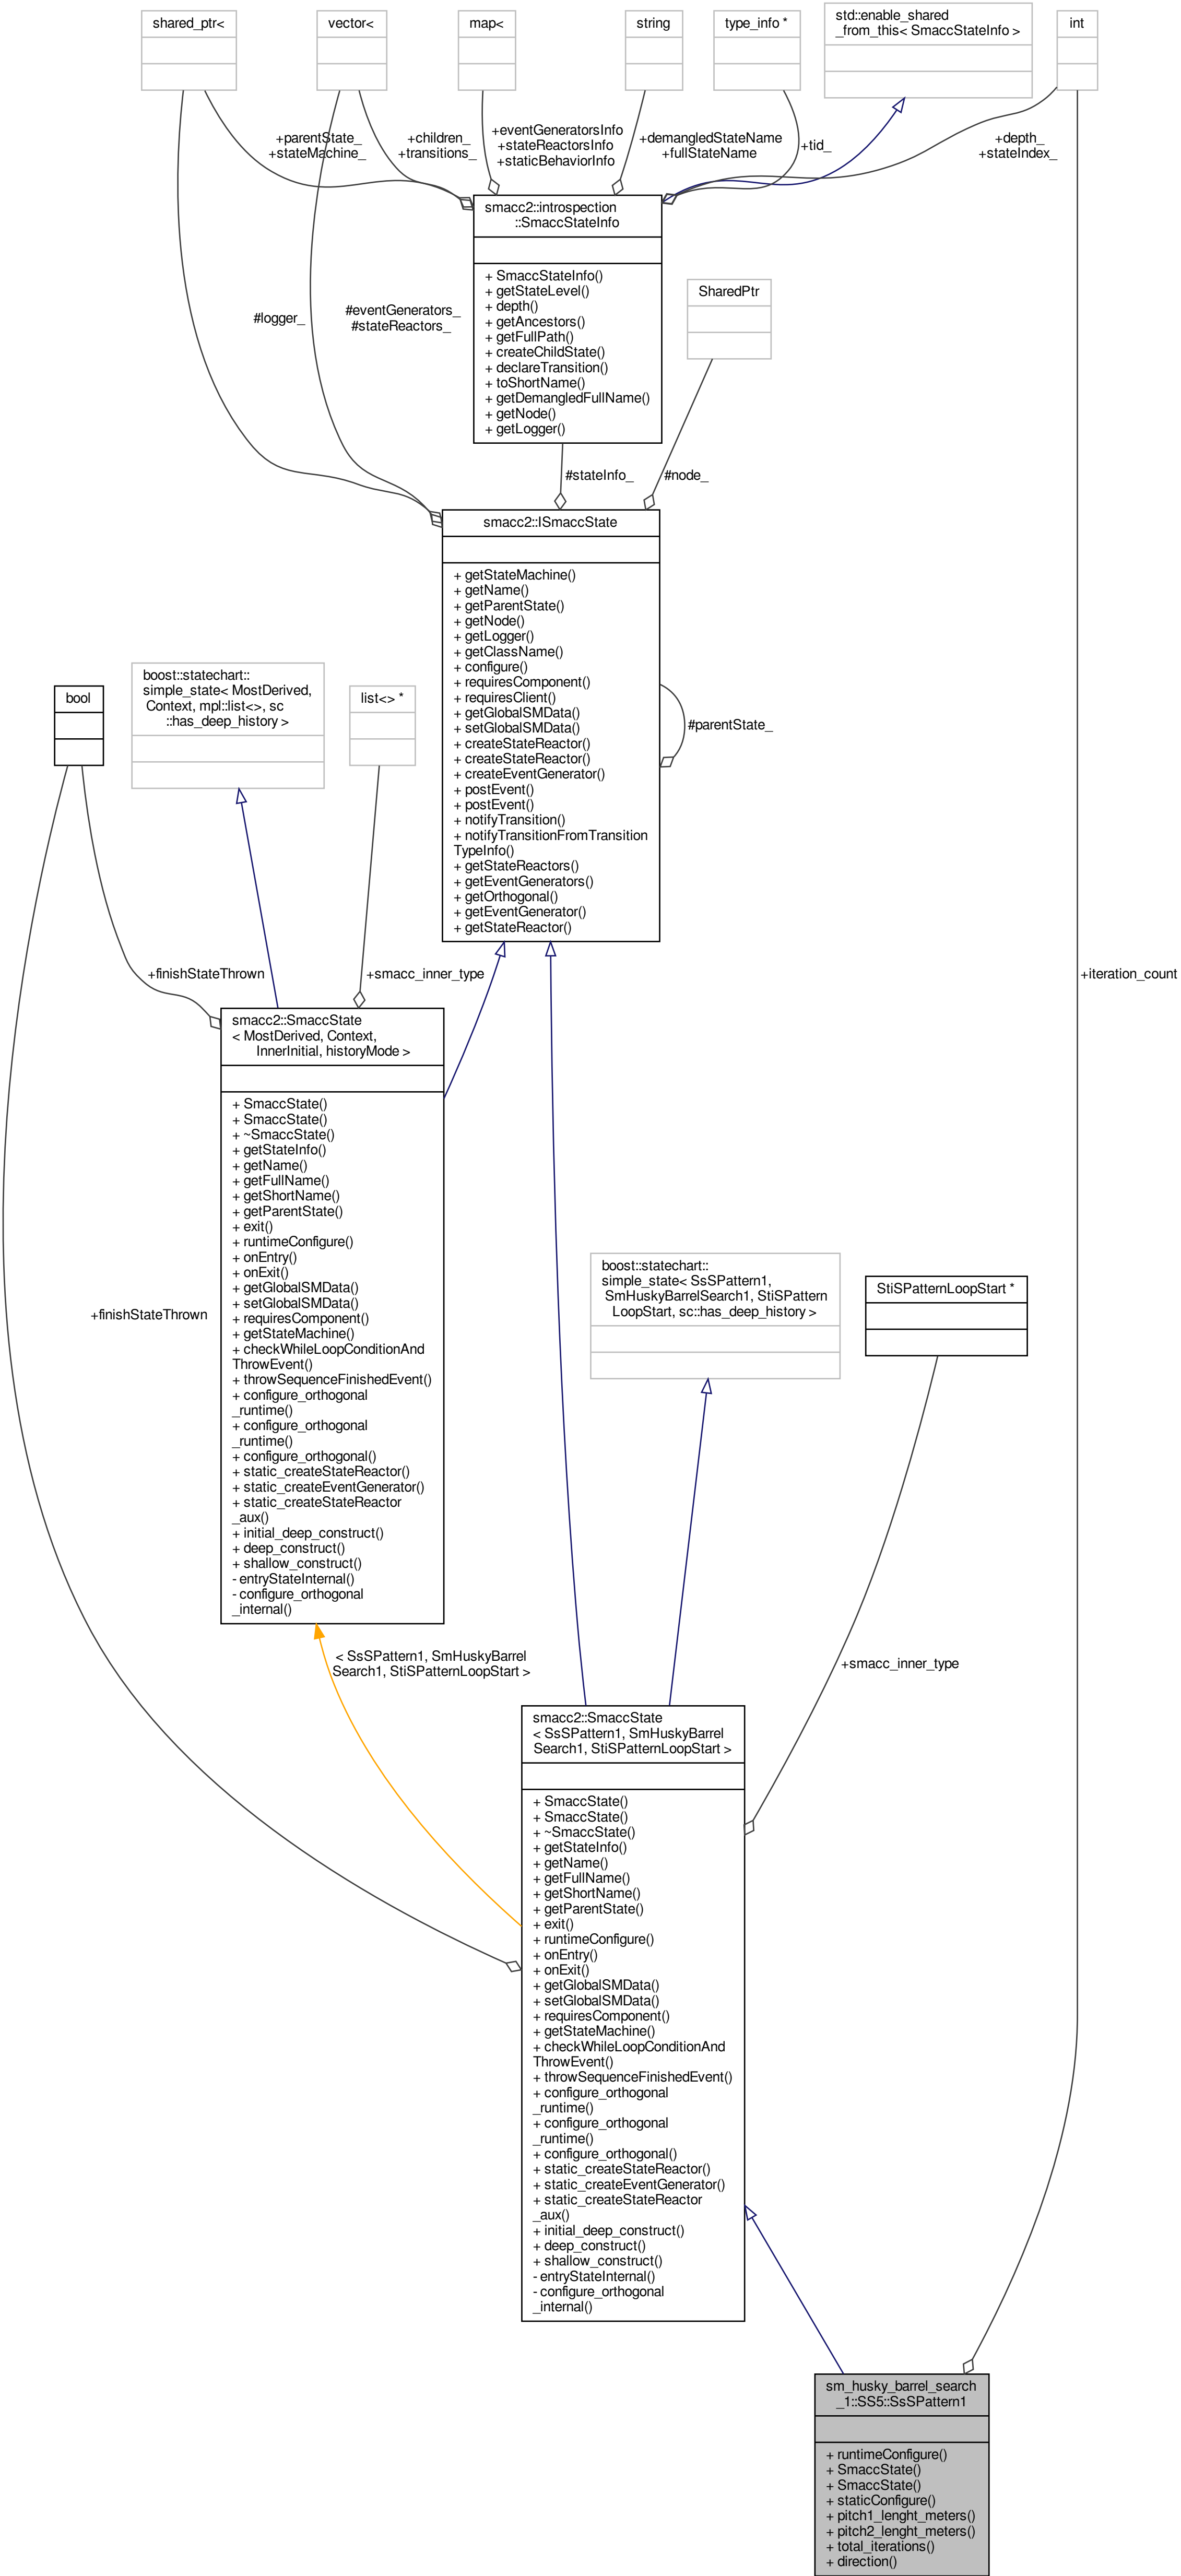 shared_ptr<
vector<
map<
string
type_info *
std::enable_shared
_from_this< SmaccStateInfo >
int
+parentState_
+stateMachine_
+children_
+transitions_
+eventGeneratorsInfo
+stateReactorsInfo
+staticBehaviorInfo
+demangledStateName
+fullStateName
+tid_
+depth_
+stateIndex_
smacc2::introspection
::SmaccStateInfo
+ SmaccStateInfo()
+ getStateLevel()
+ depth()
+ getAncestors()
+ getFullPath()
+ createChildState()
+ declareTransition()
+ toShortName()
+ getDemangledFullName()
+ getNode()
+ getLogger()
SharedPtr
#logger_
#eventGenerators_
#stateReactors_
#stateInfo_
#node_
smacc2::ISmaccState
+ getStateMachine()
+ getName()
+ getParentState()
+ getNode()
+ getLogger()
+ getClassName()
+ configure()
+ requiresComponent()
+ requiresClient()
+ getGlobalSMData()
+ setGlobalSMData()
+ createStateReactor()
+ createStateReactor()
+ createEventGenerator()
+ postEvent()
+ postEvent()
+ notifyTransition()
+ notifyTransitionFromTransition
TypeInfo()
+ getStateReactors()
+ getEventGenerators()
+ getOrthogonal()
+ getEventGenerator()
+ getStateReactor()
#parentState_
bool
boost::statechart::
simple_state< MostDerived,
Context, mpl::list<>, sc
::has_deep_history >
list<> *
+finishStateThrown
+smacc_inner_type
+iteration_count
smacc2::SmaccState
< MostDerived, Context,
InnerInitial, historyMode >
+ SmaccState()
+ SmaccState()
+ ~SmaccState()
+ getStateInfo()
+ getName()
+ getFullName()
+ getShortName()
+ getParentState()
+ exit()
+ runtimeConfigure()
+ onEntry()
+ onExit()
+ getGlobalSMData()
+ setGlobalSMData()
+ requiresComponent()
+ getStateMachine()
+ checkWhileLoopConditionAnd
ThrowEvent()
+ throwSequenceFinishedEvent()
+ configure_orthogonal
_runtime()
+ configure_orthogonal
_runtime()
+ configure_orthogonal()
+ static_createStateReactor()
+ static_createEventGenerator()
+ static_createStateReactor
_aux()
+ initial_deep_construct()
+ deep_construct()
+ shallow_construct()
- entryStateInternal()
- configure_orthogonal
_internal()
+finishStateThrown
boost::statechart::
simple_state< SsSPattern1,
SmHuskyBarrelSearch1, StiSPattern
LoopStart, sc::has_deep_history >
StiSPatternLoopStart *
< SsSPattern1, SmHuskyBarrel
Search1, StiSPatternLoopStart >
+smacc_inner_type
smacc2::SmaccState
< SsSPattern1, SmHuskyBarrel
Search1, StiSPatternLoopStart >
+ SmaccState()
+ SmaccState()
+ ~SmaccState()
+ getStateInfo()
+ getName()
+ getFullName()
+ getShortName()
+ getParentState()
+ exit()
+ runtimeConfigure()
+ onEntry()
+ onExit()
+ getGlobalSMData()
+ setGlobalSMData()
+ requiresComponent()
+ getStateMachine()
+ checkWhileLoopConditionAnd
ThrowEvent()
+ throwSequenceFinishedEvent()
+ configure_orthogonal
_runtime()
+ configure_orthogonal
_runtime()
+ configure_orthogonal()
+ static_createStateReactor()
+ static_createEventGenerator()
+ static_createStateReactor
_aux()
+ initial_deep_construct()
+ deep_construct()
+ shallow_construct()
- entryStateInternal()
- configure_orthogonal
_internal()
sm_husky_barrel_search
_1::SS5::SsSPattern1
+ runtimeConfigure()
+ SmaccState()
+ SmaccState()
+ staticConfigure()
+ pitch1_lenght_meters()
+ pitch2_lenght_meters()
+ total_iterations()
+ direction()